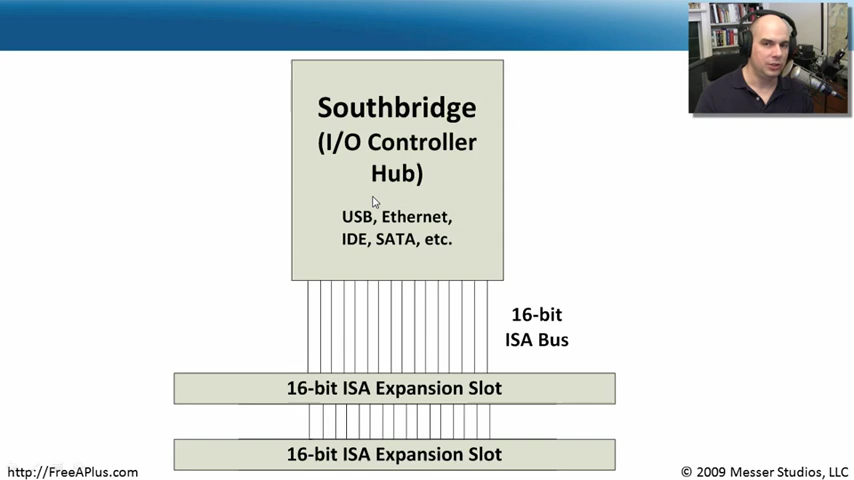 Southbridge
(I/O Controller
Hub)
USB, Ethernet,
IDE, SATA, etc.
16-bit
ISA Bus
16-bit ISA Expansion Slot
16-bit ISA Expansion Slot
http://FreeAPlus.com
© 2009 Messer Studios, LLC